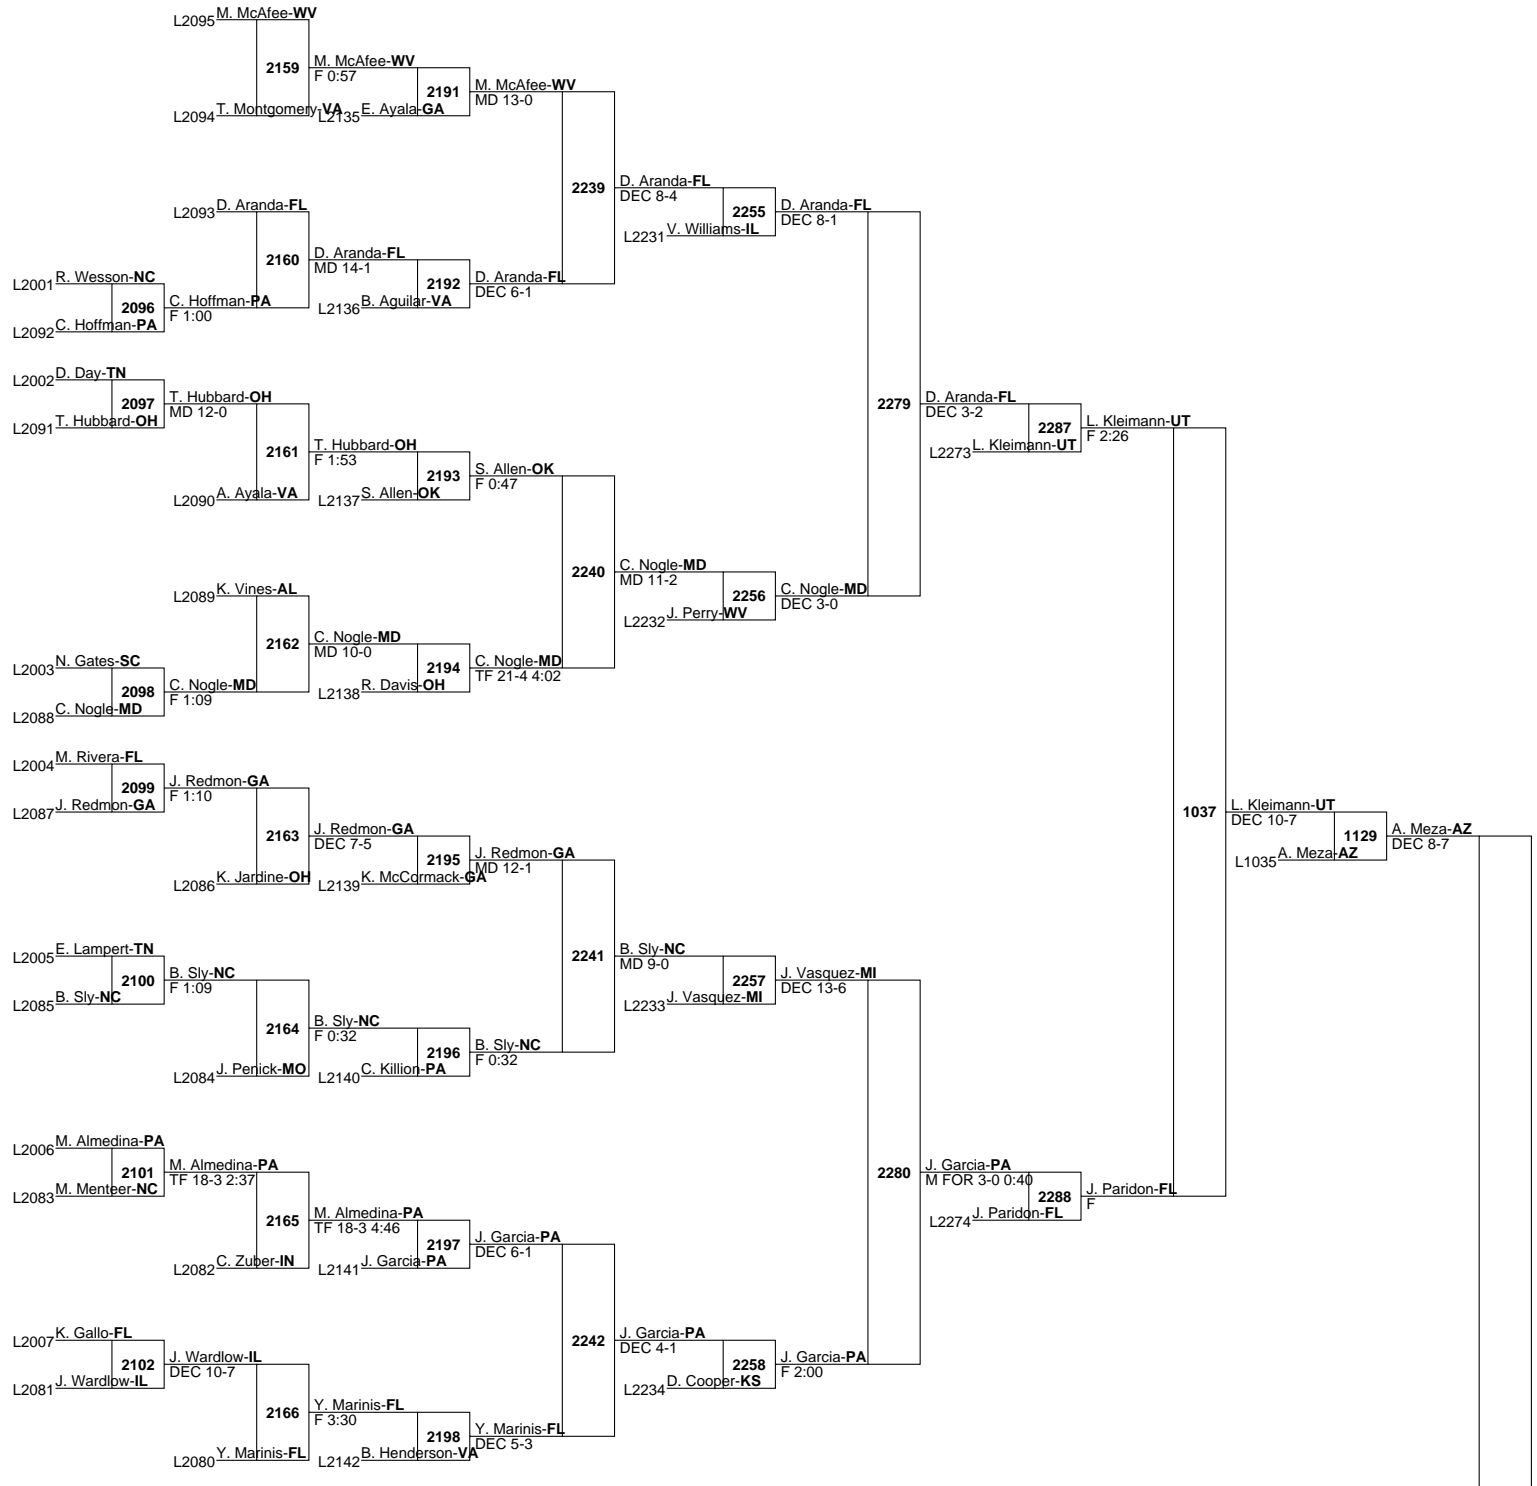 L2095 M. McAfee-WV
2159
M. McAfee-WV
F 0:57
L2094 T. Montgomery-VA
2191
L2135 E. Ayala-GA
M. McAfee-WV
MD 13-0
2239
L2093 D. Aranda-FL
2160
D. Aranda-FL
MD 14-1
L2001 R. Wesson-NC
2096
C. Hoffman-PA
F 1:00
L2092 C. Hoffman-PA
2192
L2136 B. Aguilar-VA
D. Aranda-FL
DEC 6-1
D. Aranda-FL
DEC 8-4
2255
L2231 V. Williams-IL
D. Aranda-FL
DEC 8-1
2279
L2002 D. Day-TN
2097
T. Hubbard-OH
MD 12-0
L2091 T. Hubbard-OH
2161
T. Hubbard-OH
F 1:53
L2090 A. Ayala-VA
2193
L2137 S. Allen-OK
S. Allen-OK
F 0:47
2240
L2089 K. Vines-AL
2162
C. Nogle-MD
MD 10-0
L2003 N. Gates-SC
2098
C. Nogle-MD
F 1:09
L2088 C. Nogle-MD
2194
L2138 R. Davis-OH
C. Nogle-MD
TF 21-4 4:02
C. Nogle-MD
MD 11-2
2256
L2232 J. Perry-WV
C. Nogle-MD
DEC 3-0
D. Aranda-FL
DEC 3-2
2287
L2273 L. Kleimann-UT
L. Kleimann-UT
F 2:26
1037
L2004 M. Rivera-FL
2099
J. Redmon-GA
F 1:10
L2087 J. Redmon-GA
2163
J. Redmon-GA
DEC 7-5
L2086 K. Jardine-OH
2195
L2139 K. McCormack-GA
J. Redmon-GA
MD 12-1
2241
L2005 E. Lampert-TN
2100
B. Sly-NC
F 1:09
L2085 B. Sly-NC
2164
B. Sly-NC
F 0:32
L2084 J. Penick-MO
2196
L2140 C. Killion-PA
B. Sly-NC
F 0:32
B. Sly-NC
MD 9-0
2257
L2233 J. Vasquez-MI
J. Vasquez-MI
DEC 13-6
2280
L2006 M. Almedina-PA
2101
M. Almedina-PA
TF 18-3 2:37
L2083 M. Menteer-NC
2165
M. Almedina-PA
TF 18-3 4:46
L2082 C. Zuber-IN
2197
L2141 J. Garcia-PA
J. Garcia-PA
DEC 6-1
2242
L2007 K. Gallo-FL
2102
J. Wardlow-IL
DEC 10-7
L2081 J. Wardlow-IL
2166
Y. Marinis-FL
F 3:30
L2080 Y. Marinis-FL
2198
L2142 B. Henderson-VA
Y. Marinis-FL
DEC 5-3
J. Garcia-PA
DEC 4-1
2258
L2234 D. Cooper-KS
J. Garcia-PA
F 2:00
J. Garcia-PA
M FOR 3-0 0:40
2288
L2274 J. Paridon-FL
J. Paridon-FL
F
L. Kleimann-UT
DEC 10-7
1129
L1035 A. Meza-AZ
A. Meza-AZ
DEC 8-7